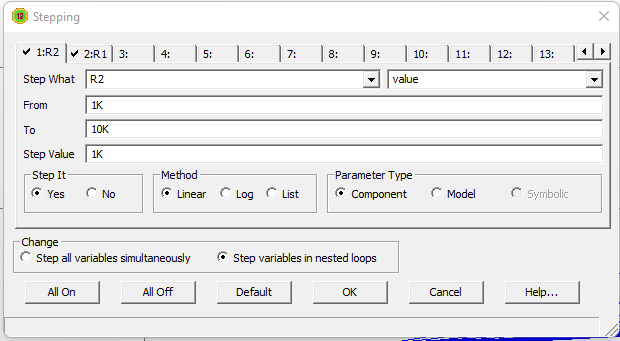 12 Stepping
1:R2 2:R1 3: 4: 5: 6: 7: 8: 9: 10: 11: 12: 13:
Step What R2 value
From 1K
To 10K
Step Value 1K
Step It Method Parameter Type
Yes No Linear Log List Component Model Symbolic
Change
Step all variables simultaneously Step variables in nested loops
All On All Off Default OK Cancel Help...